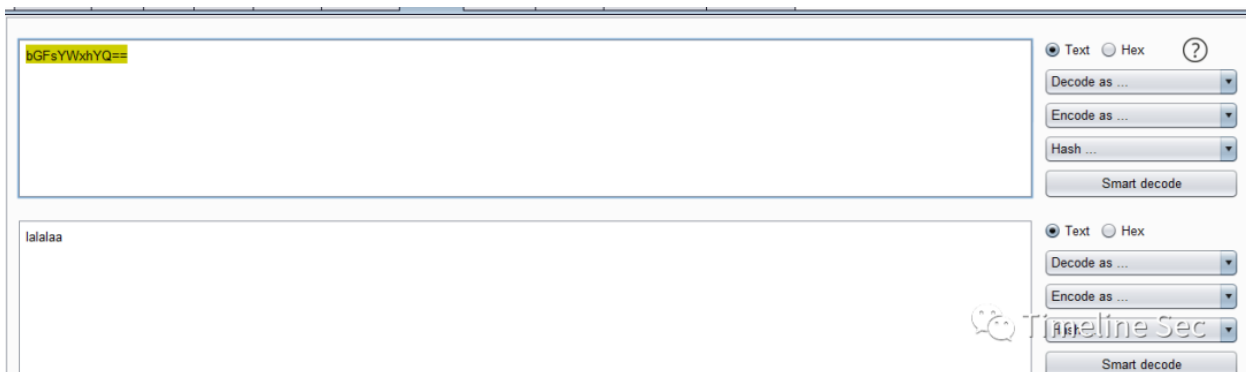 bGFsYWxhYQ==
Text Hex ?
Decode as ...
Encode as ...
Hash ...
Smart decode
lalalaa
Text Hex
Decode as ...
Encode as ...
Hash ...
Timeline Sec
Smart decode